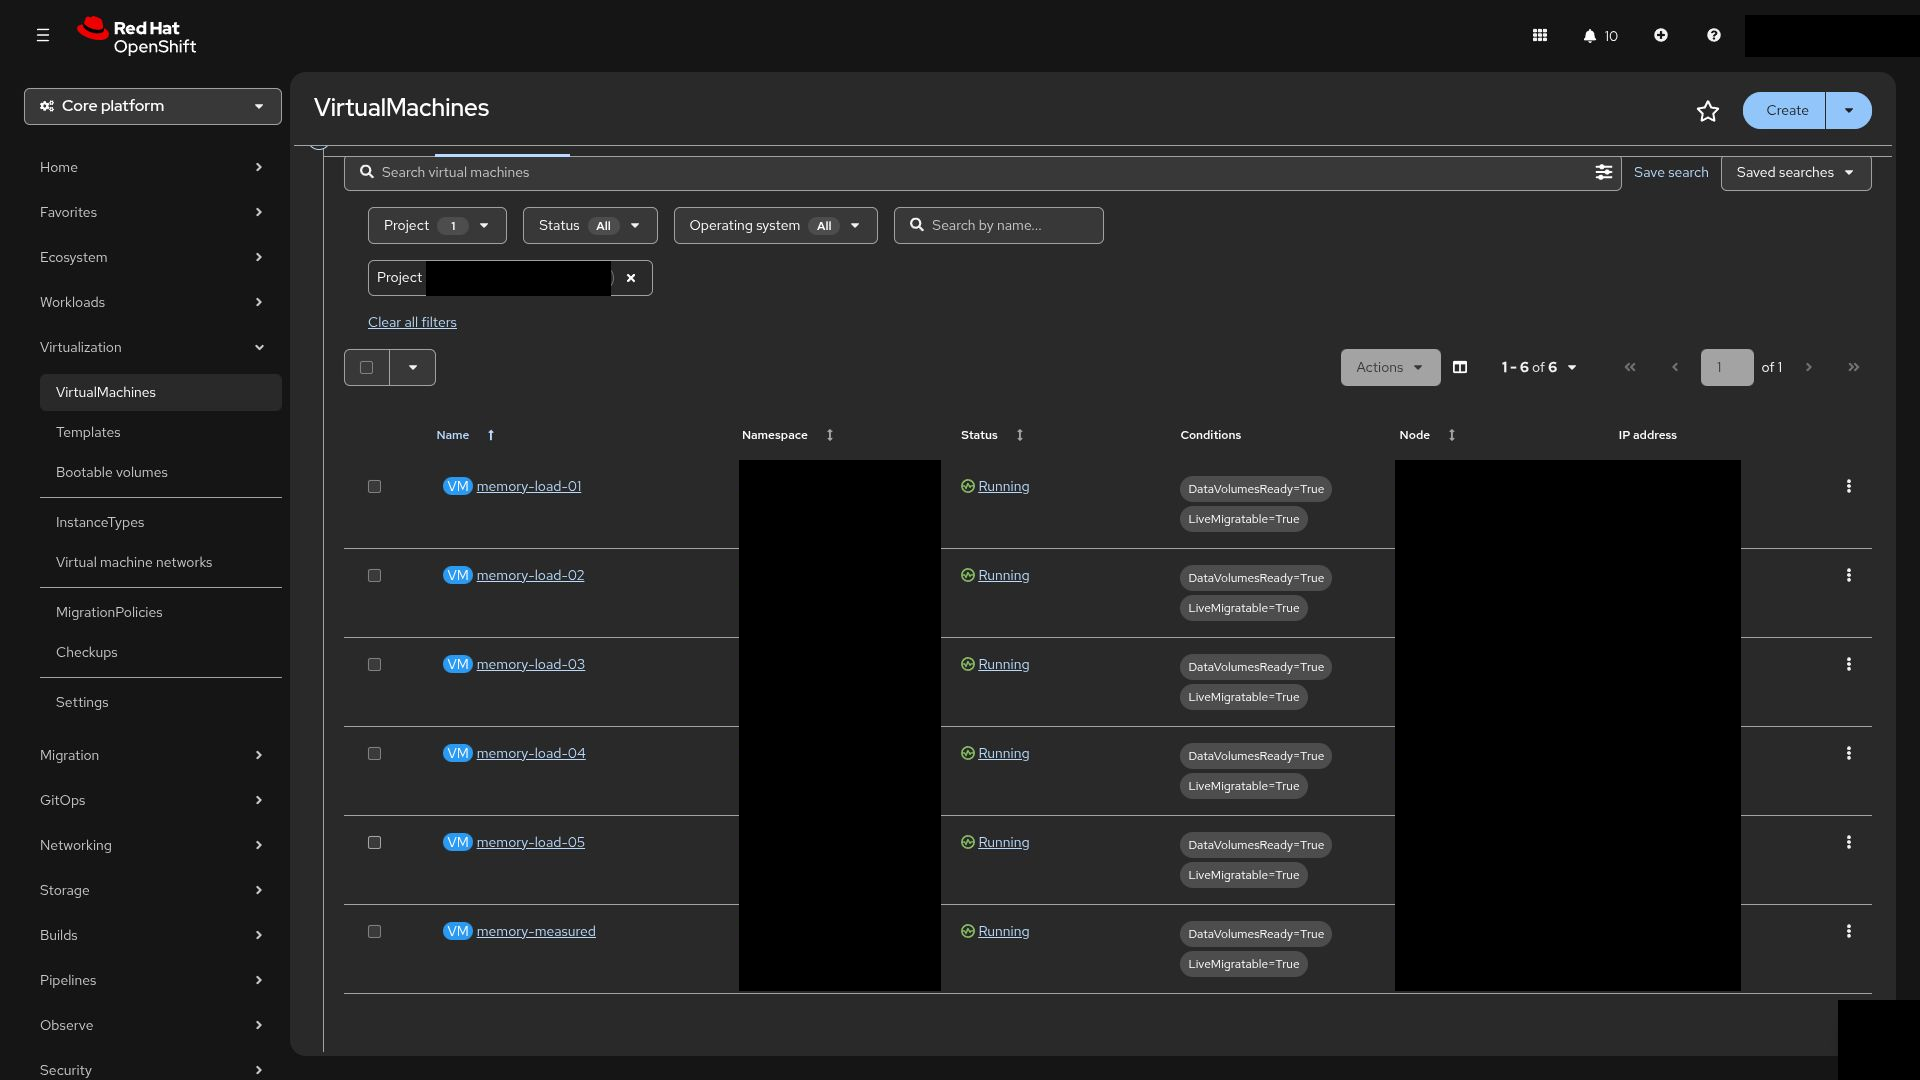 Red Hat
OpenShift
10
Core platform
Home
Favorites
Ecosystem
Workloads
Virtualization
VirtualMachines
Templates
Bootable volumes
InstanceTypes
Virtual machine networks
MigrationPolicies
Checkups
Settings
Migration
GitOps
Networking
Storage
Builds
Pipelines
Observe
Security
VirtualMachines
Create
Search virtual machines
Save search
Saved searches
Project 1
Status All
Operating system All
Search by name...
Project
Clear all filters
Actions
1 - 6 of 6
1 of 1
Name Namespace Status Conditions Node IP address
VM memory-load-01 Running DataVolumesReady=True
LiveMigratable=True
VM memory-load-02 Running DataVolumesReady=True
LiveMigratable=True
VM memory-load-03 Running DataVolumesReady=True
LiveMigratable=True
VM memory-load-04 Running DataVolumesReady=True
LiveMigratable=True
VM memory-load-05 Running DataVolumesReady=True
LiveMigratable=True
VM memory-measured Running DataVolumesReady=True
LiveMigratable=True